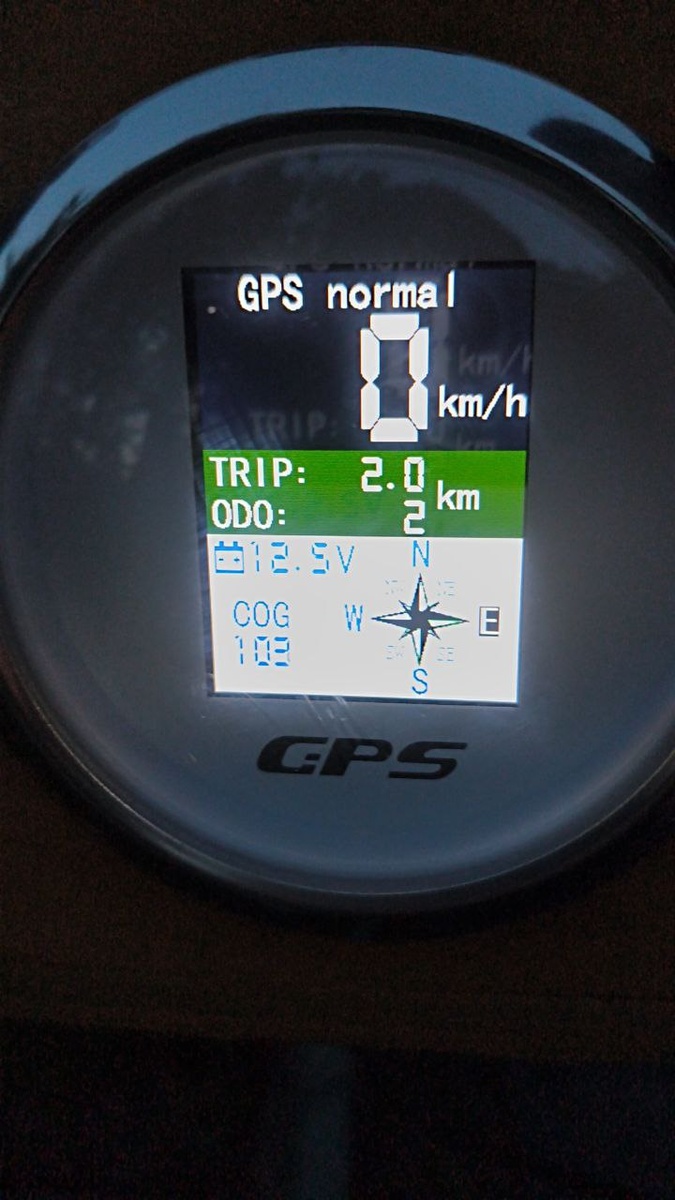 GPS normal
0 km/h
TRIP: 2.0 km
ODO: 2
12.5V
N
COG
W
E
103
S
GPS